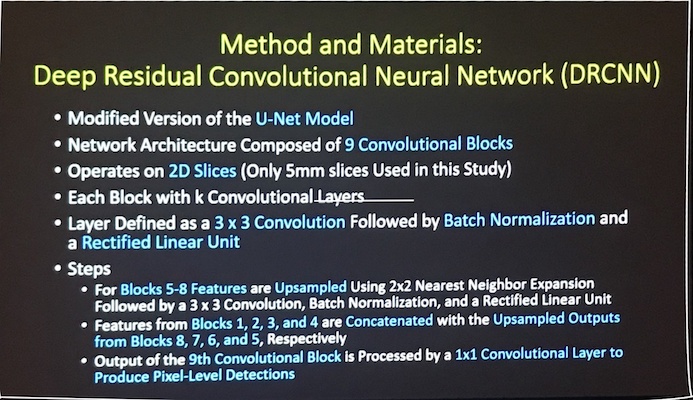 Method and Materials:
Deep Residual Convolutional Neural Network (DRCNN)
• Modified Version of the U-Net Model
• Network Architecture Composed of 9 Convolutional Blocks
• Operates on 2D Slices (Only 5mm slices Used in this Study)
• Each Block with k Convolutional Layers
• Layer Defined as a 3 x 3 Convolution Followed by Batch Normalization and
a Rectified Linear Unit
• Steps
• For Blocks 5-8 Features are Upsampled Using 2x2 Nearest Neighbor Expansion
Followed by a 3 x 3 Convolution, Batch Normalization, and a Rectified Linear Unit
• Features from Blocks 1, 2, 3, and 4 are Concatenated with the Upsampled Outputs
from Blocks 8, 7, 6, and 5, Respectively
• Output of the 9th Convolutional Block is Processed by a 1x1 Convolutional Layer to
Produce Pixel-Level Detections